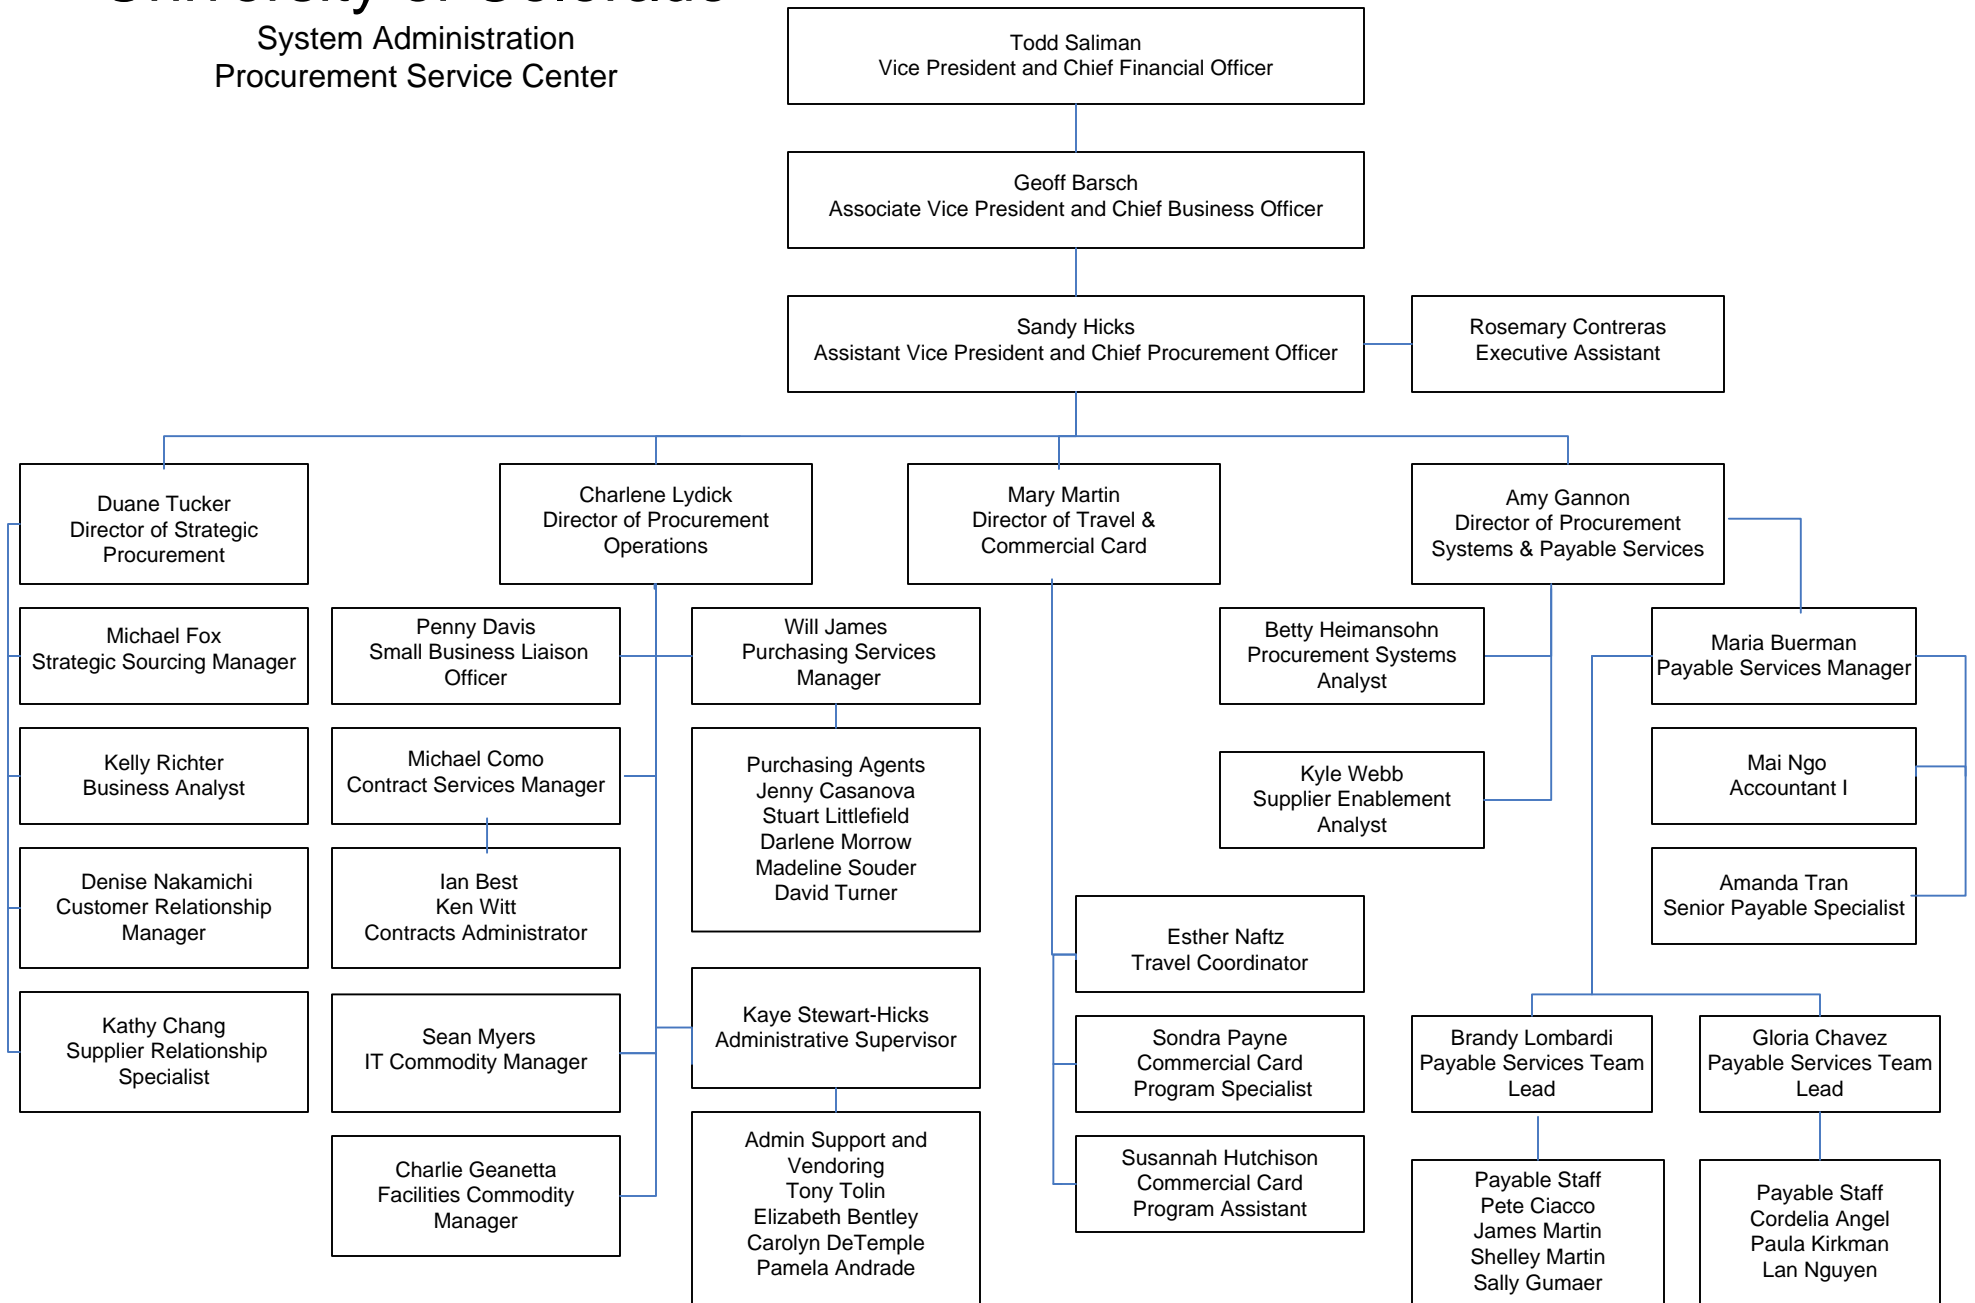 University of Colorado
System Administration
Procurement Service Center
Todd Saliman
Vice President and Chief Financial Officer
Geoff Barsch
Associate Vice President and Chief Business Officer
Sandy Hicks
Assistant Vice President and Chief Procurement Officer
Rosemary Contreras
Executive Assistant
Duane Tucker
Director of Strategic
Procurement
Charlene Lydick
Director of Procurement
Operations
Mary Martin
Director of Travel &
Commercial Card
Amy Gannon
Director of Procurement
Systems & Payable Services
Michael Fox
Strategic Sourcing Manager
Penny Davis
Small Business Liaison
Officer
Will James
Purchasing Services
Manager
Betty Heimansohn
Procurement Systems
Analyst
Maria Buerman
Payable Services Manager
Kelly Richter
Business Analyst
Michael Como
Contract Services Manager
Purchasing Agents
Jenny Casanova
Stuart Littlefield
Darlene Morrow
Madeline Souder
David Turner
Kyle Webb
Supplier Enablement
Analyst
Mai Ngo
Accountant I
Denise Nakamichi
Customer Relationship
Manager
Ian Best
Ken Witt
Contracts Administrator
Esther Naftz
Travel Coordinator
Amanda Tran
Senior Payable Specialist
Kathy Chang
Supplier Relationship
Specialist
Sean Myers
IT Commodity Manager
Kaye Stewart-Hicks
Administrative Supervisor
Sondra Payne
Commercial Card
Program Specialist
Brandy Lombardi
Payable Services Team
Lead
Gloria Chavez
Payable Services Team
Lead
Charlie Geanetta
Facilities Commodity
Manager
Admin Support and
Vendoring
Tony Tolin
Elizabeth Bentley
Carolyn DeTemple
Pamela Andrade
Susannah Hutchison
Commercial Card
Program Assistant
Payable Staff
Pete Ciacco
James Martin
Shelley Martin
Sally Gumaer
Payable Staff
Cordelia Angel
Paula Kirkman
Lan Nguyen